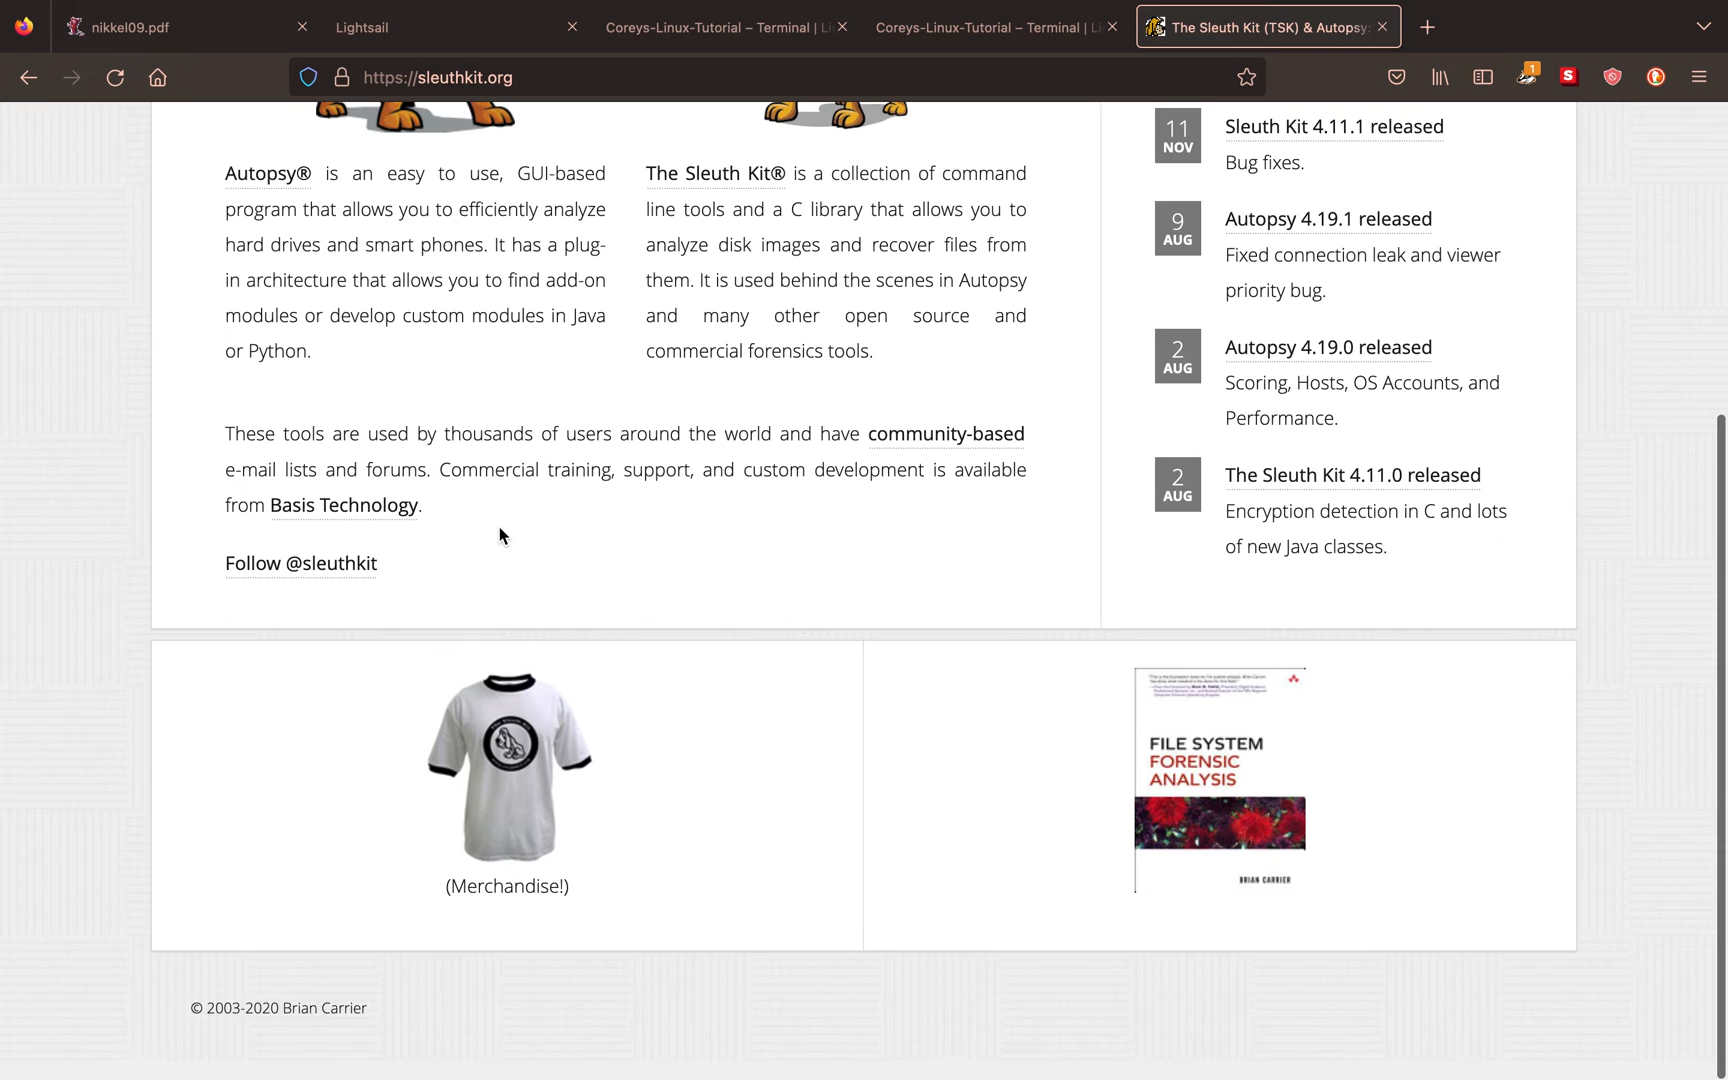 nikkel09.pdf
Lightsail
Coreys-Linux-Tutorial – Terminal | Li
Coreys-Linux-Tutorial – Terminal | Li
The Sleuth Kit (TSK) & Autopsy:
https://sleuthkit.org
1
S
Autopsy® is an easy to use, GUI-based
program that allows you to efficiently analyze
hard drives and smart phones. It has a plug-
in architecture that allows you to find add-on
modules or develop custom modules in Java
or Python.
The Sleuth Kit® is a collection of command
line tools and a C library that allows you to
analyze disk images and recover files from
them. It is used behind the scenes in Autopsy
and many other open source and
commercial forensics tools.
These tools are used by thousands of users around the world and have community-based
e-mail lists and forums. Commercial training, support, and custom development is available
from Basis Technology.
Follow @sleuthkit
11
NOV
Sleuth Kit 4.11.1 released
Bug fixes.
9
AUG
Autopsy 4.19.1 released
Fixed connection leak and viewer
priority bug.
2
AUG
Autopsy 4.19.0 released
Scoring, Hosts, OS Accounts, and
Performance.
2
AUG
The Sleuth Kit 4.11.0 released
Encryption detection in C and lots
of new Java classes.
(Merchandise!)
FILE SYSTEM
FORENSIC
ANALYSIS
BRIAN CARRIER
© 2003-2020 Brian Carrier